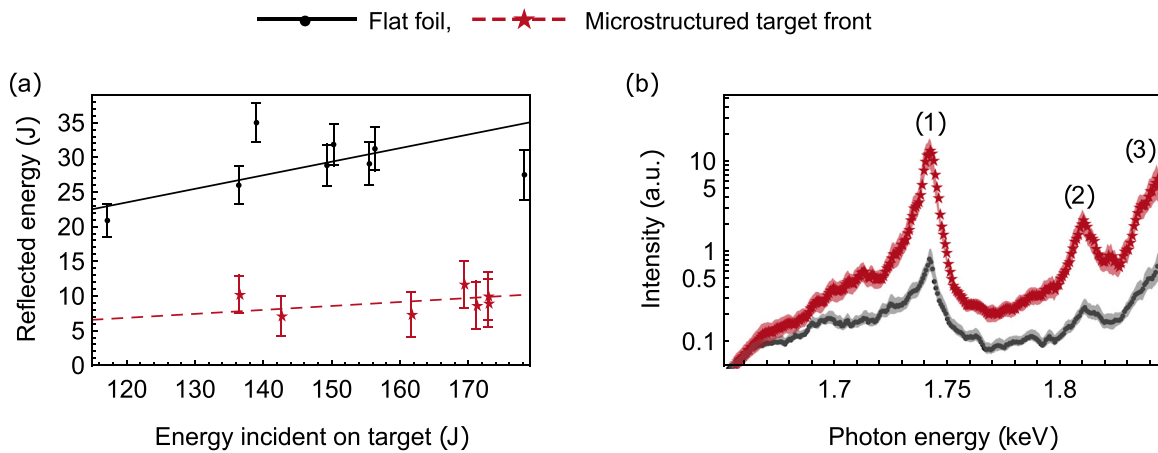 Flat foil, Microstructured target front
(a)
Reflected energy (J)
35
30
25
20
15
10
5
0
120 130 140 150 160 170
Energy incident on target (J)
(b)
Intensity (a.u.)
10
5
1
0.5
0.1
(1)
(2)
(3)
1.7 1.75 1.8
Photon energy (keV)